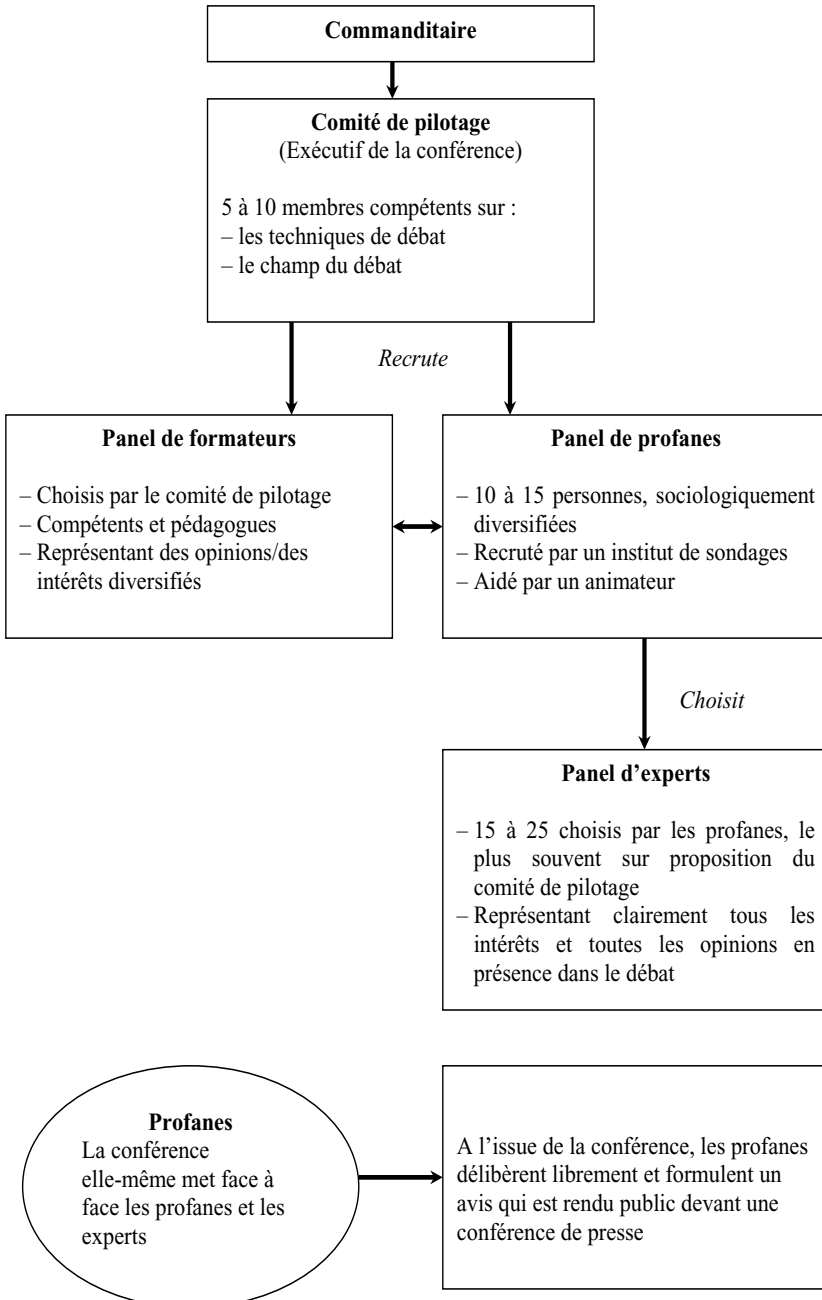 Commanditaire
Comité de pilotage
(Exécutif de la conférence)
5 à 10 membres compétents sur :
– les techniques de débat
– le champ du débat
Recrute
Panel de formateurs
– Choisis par le comité de pilotage
– Compétents et pédagogues
– Représentant des opinions/des
intérêts diversifiés
Panel de profanes
– 10 à 15 personnes, sociologiquement
diversifiées
– Recruté par un institut de sondages
– Aidé par un animateur
Choisit
Panel d’experts
– 15 à 25 choisis par les profanes, le
plus souvent sur proposition du
comité de pilotage
– Représentant clairement tous les
intérêts et toutes les opinions en
présence dans le débat
Profanes
La conférence
elle-même met face à
face les profanes et les
experts
A l’issue de la conférence, les profanes
délibèrent librement et formulent un
avis qui est rendu public devant une
conférence de presse